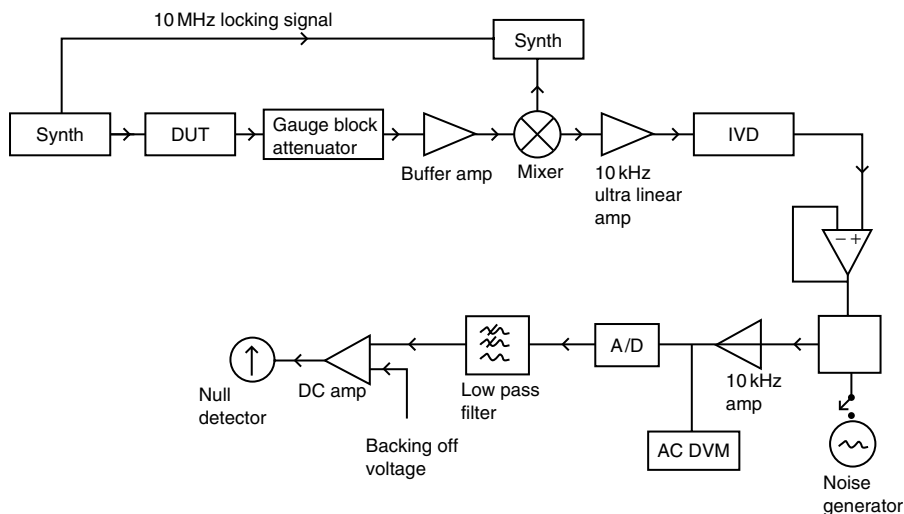 10 MHz locking signal
Synth
Synth
DUT
Gauge block
attenuator
Buffer amp
Mixer
10 kHz
ultra linear
amp
IVD
− +
Null
detector
DC amp
Backing off
voltage
Low pass
filter
A/D
AC DVM
10 kHz
amp
Noise
generator